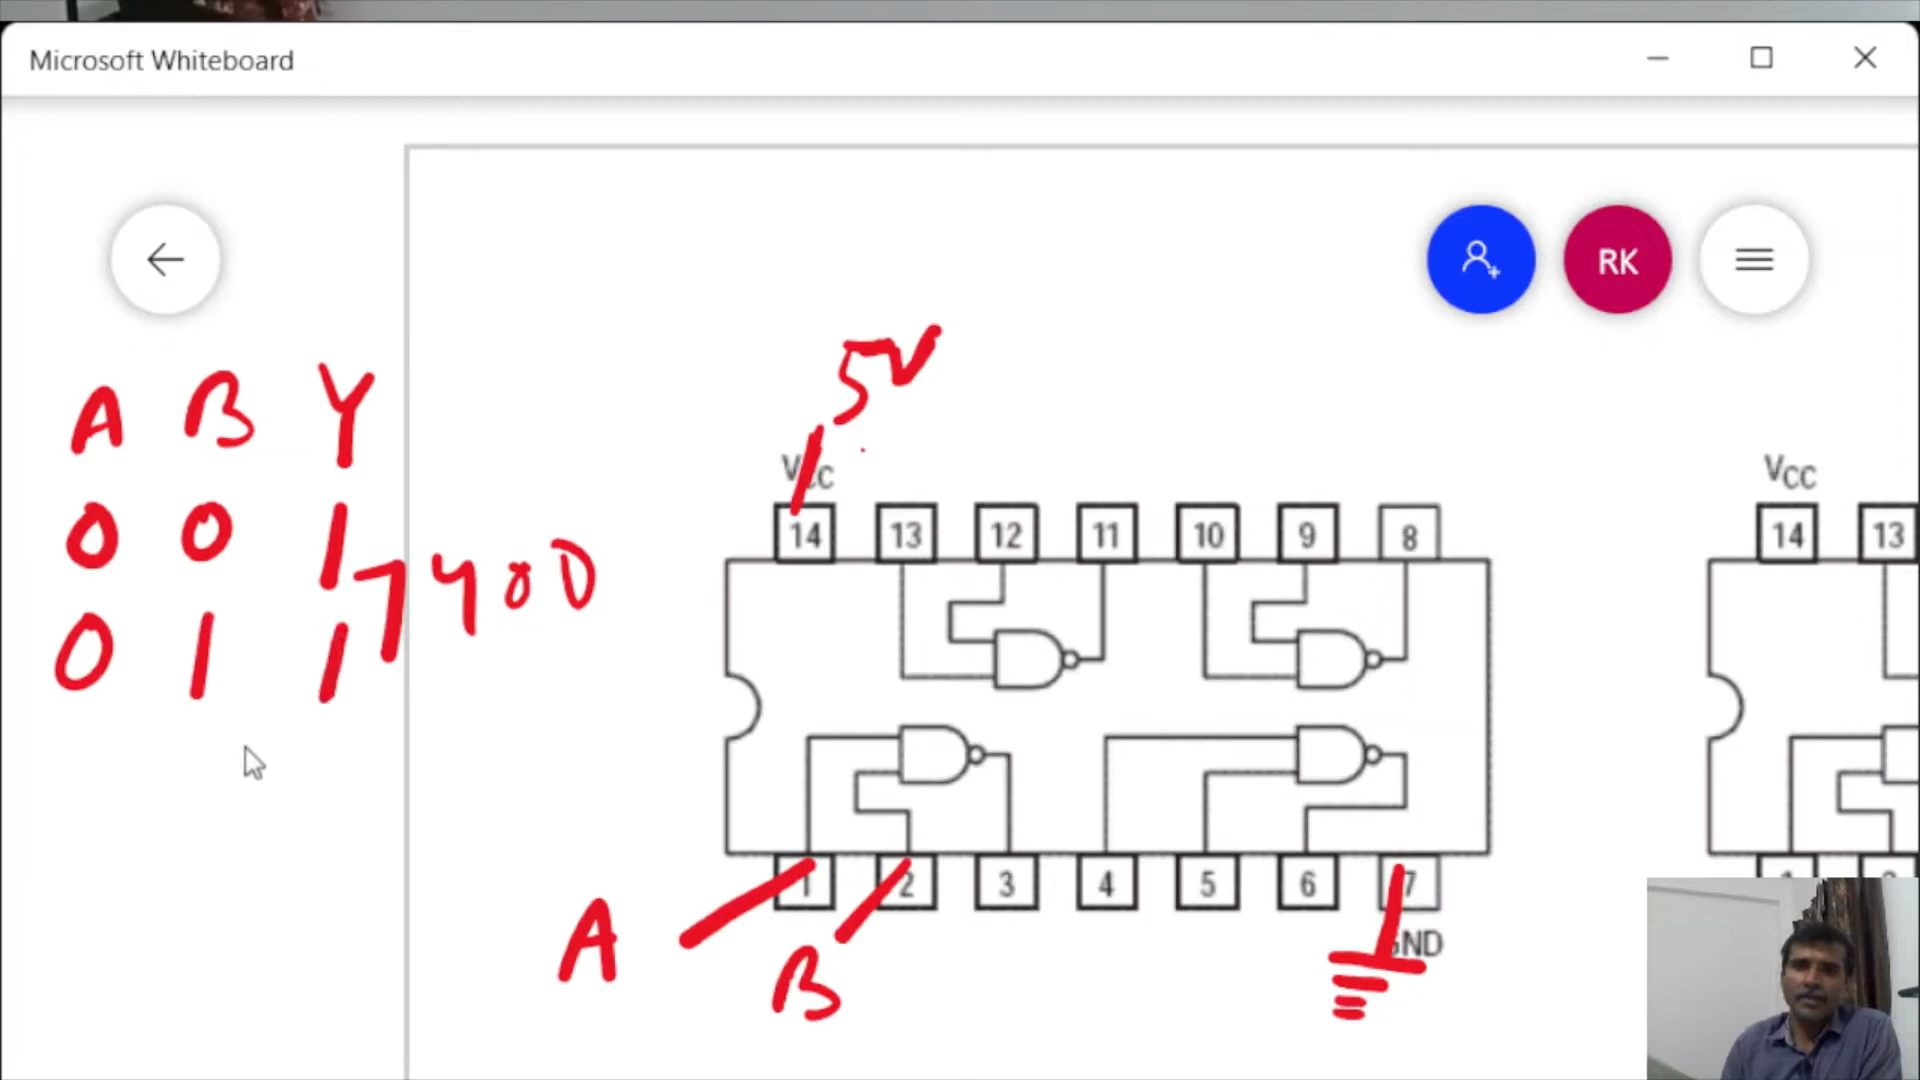 Microsoft Whiteboard
RK
5V
A B Y
VCC
VCC
0 0 1
7400
14 13 12 11 10 9 8
14 13
0 1 1
1 2 3 4 5 6 7
A
B
GND